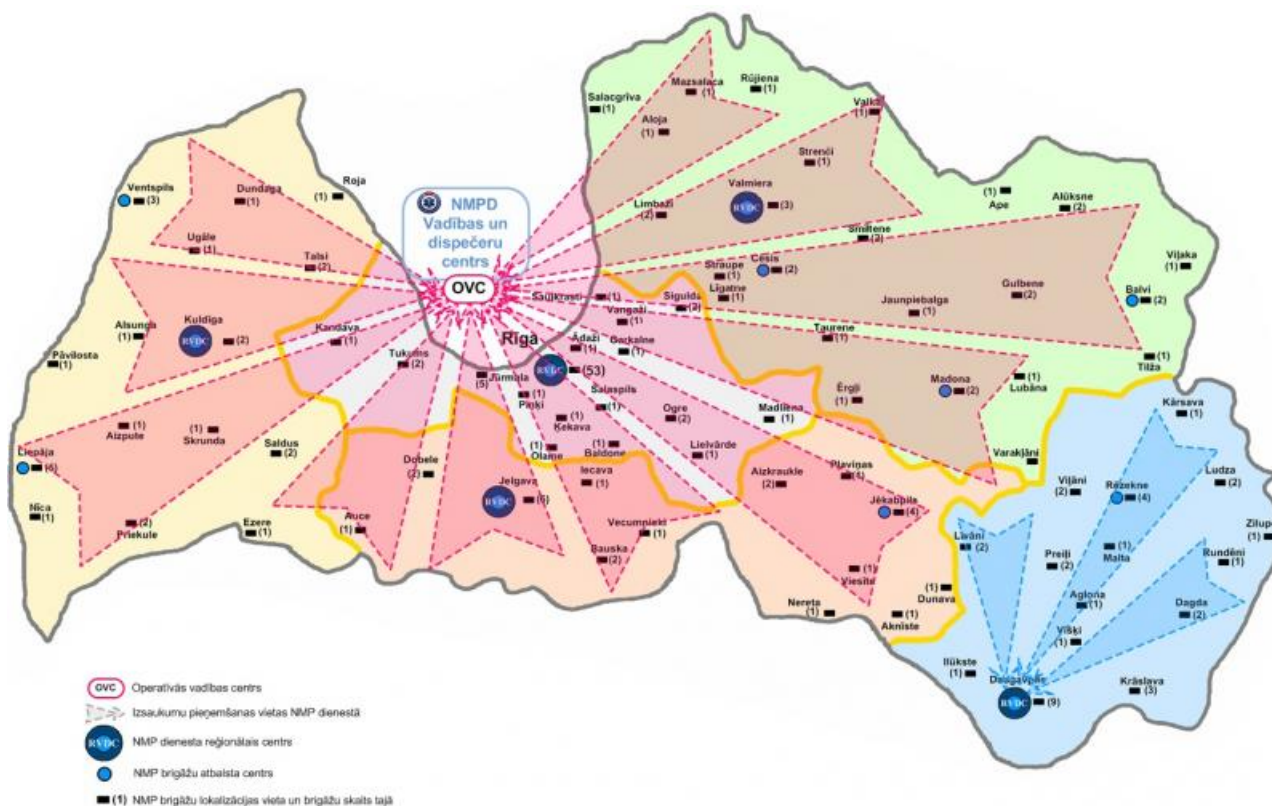 Mazsalaca
(1)
Rūjiena
(1)
Salacgrīva
(1)
Aloja
(1)
Valka
(1)
Strenči
(1)
Ventspils
(3)
Dundaga
(1)
Roja
(1)
NMPD
Vadības un
dispečeru
centrs
OVC
Limbaži
(2)
Valmiera
RVDC
(3)
(1)
Ape
Alūksne
(2)
Ugāle
(1)
Talsi
(2)
Smiltene
(2)
Straupe
(1)
Cēsis
(2)
Līgatne
(1)
Viļaka
(1)
Gulbene
(2)
Balvi
(2)
Saulkrasti
(1)
Sigulda
(2)
Jaunpiebalga
(1)
Vangaži
(1)
Taurene
(1)
Alsunga
(1)
Kuldīga
RVDC
(2)
Kandava
(1)
Rīga
Ādaži
(1)
Garkalne
(1)
Pāvilosta
(1)
Tukums
(2)
RVDC
(53)
Jūrmala
(5)
(1)
Piņķi
Salaspils
(1)
(1)
Tilža
(1)
Lubāna
Madona
(2)
Ērgļi
(1)
Ogre
(2)
Madliena
(1)
(1)
Ķekava
Kārsava
(1)
(1)
Aizpute
(1)
Skrunda
Saldus
(2)
(1)
Olaine
(1)
Baldone
Lielvārde
(1)
Varakļāni
Liepāja
(6)
Dobele
(2)
Jelgava
RVDC
(6)
Iecava
(1)
Aizkraukle
(2)
Pļaviņas
(1)
Jēkabpils
(4)
Viļāni
(2)
Rēzekne
(4)
Ludza
(2)
Nīca
(1)
(2)
Priekule
Ezere
(1)
Auce
(1)
Vecumnieki
(1)
Bauska
(2)
Līvāni
(2)
Preiļi
(2)
(1)
Malta
Zilupe
(1)
Rundēni
(1)
(1)
Viesīte
(1)
Dunava
Nereta
(1)
(1)
Aknīste
Aglona
(1)
Dagda
(2)
Višķi
(1)
Ilūkste
(1)
Daugavpils
RVDC
(9)
Krāslava
(3)
OVC Operatīvās vadības centrs
Izsaukumu pieņemšanas vietas NMP dienestā
RVDC NMP dienesta reģionālais centrs
NMP brigāžu atbalsta centrs
(1) NMP brigāžu lokalizācijas vieta un brigāžu skaits tajā